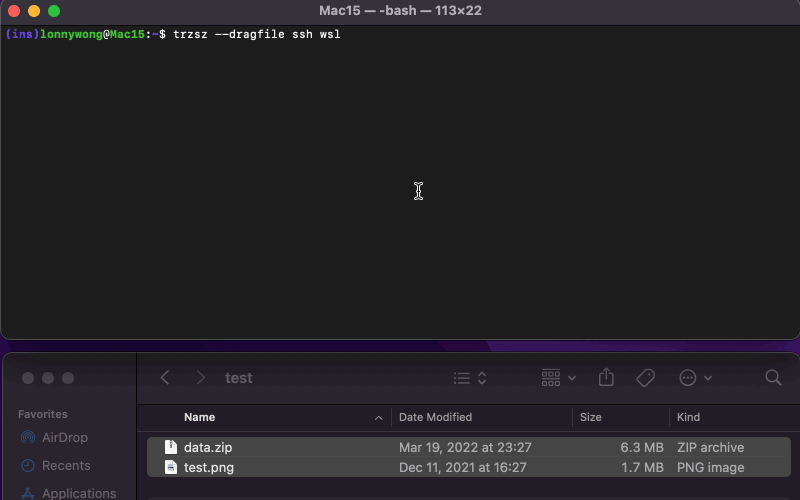 Mac15 — -bash — 113×22
(ins)lonnywong@Mac15:~$ trzsz --dragfile ssh wsl
test
Favorites
AirDrop
Recents
Applications
Name Date Modified Size Kind
data.zip Mar 19, 2022 at 23:27 6.3 MB ZIP archive
test.png Dec 11, 2021 at 16:27 1.7 MB PNG image